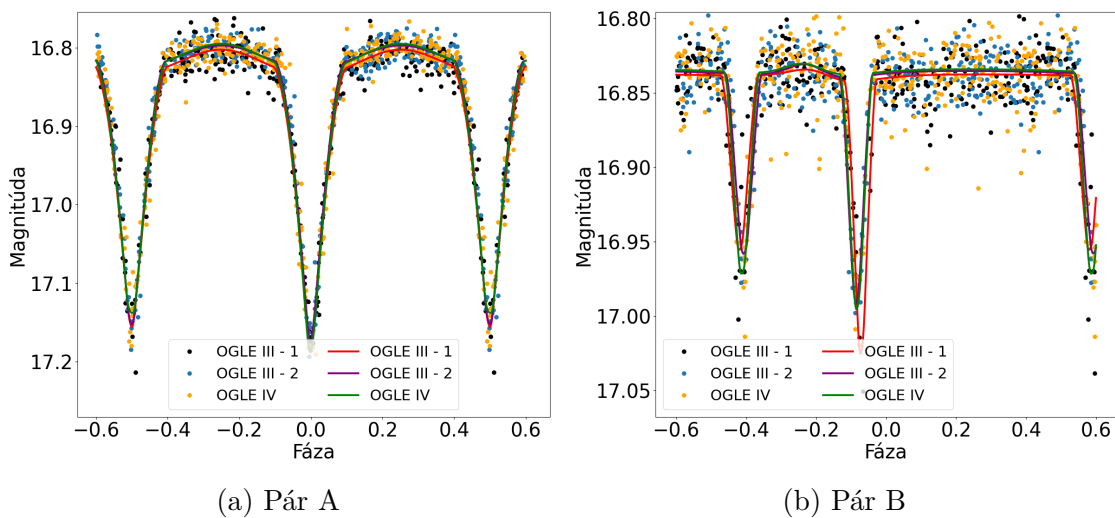 16.8
16.9
17.0
17.1
17.2
Magnitúda
−0.6 −0.4 −0.2 0.0 0.2 0.4 0.6
Fáza
OGLE III - 1 OGLE III - 1
OGLE III - 2 OGLE III - 2
OGLE IV OGLE IV
(a) Pár A
16.80
16.85
16.90
16.95
17.00
17.05
Magnitúda
−0.6 −0.4 −0.2 0.0 0.2 0.4 0.6
Fáza
OGLE III - 1 OGLE III - 1
OGLE III - 2 OGLE III - 2
OGLE IV OGLE IV
(b) Pár B